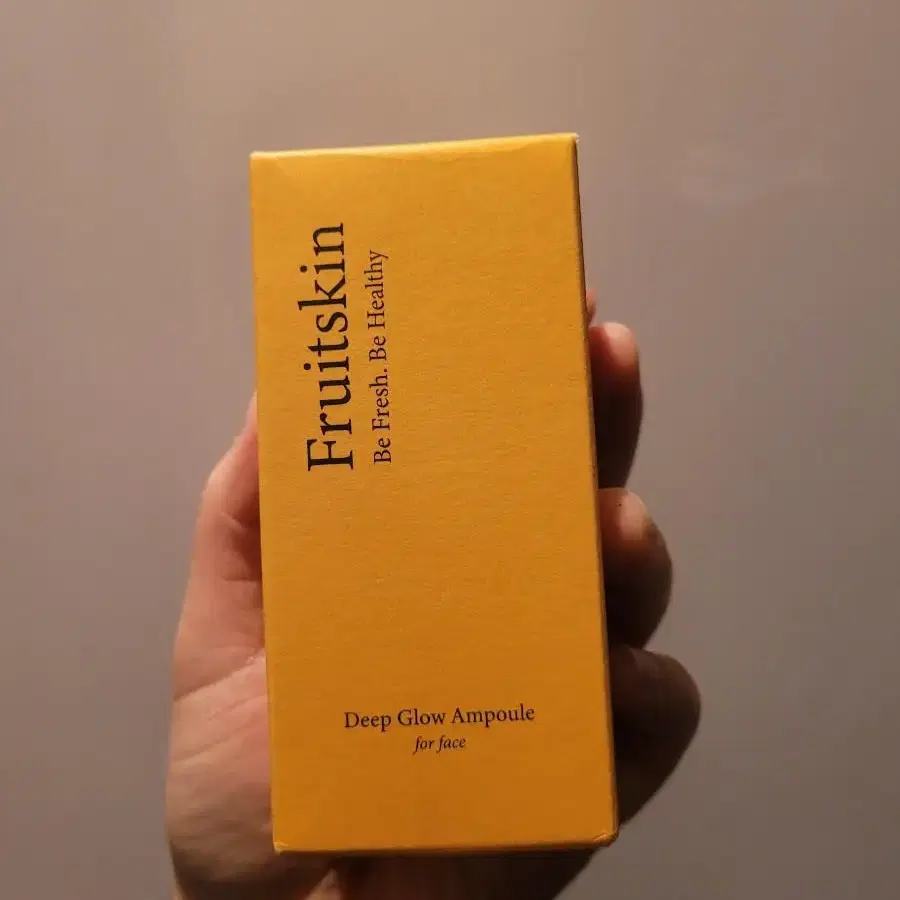 Fruitskin
Be Fresh. Be Healthy
Deep Glow Ampoule
for face